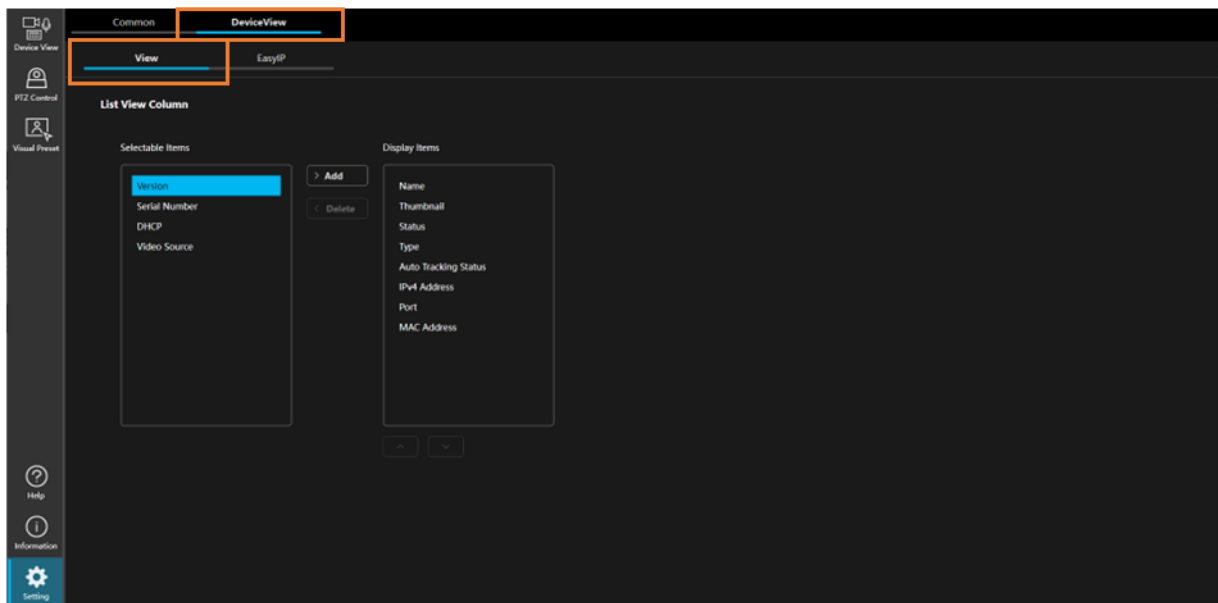 Device View
PTZ Control
Visual Preset
Help
Information
Setting
Common
DeviceView
View
EasyIP
List View Column
Selectable Items
Version
Serial Number
DHCP
Video Source
> Add
< Delete
Display Items
Name
Thumbnail
Status
Type
Auto Tracking Status
IPv4 Address
Port
MAC Address